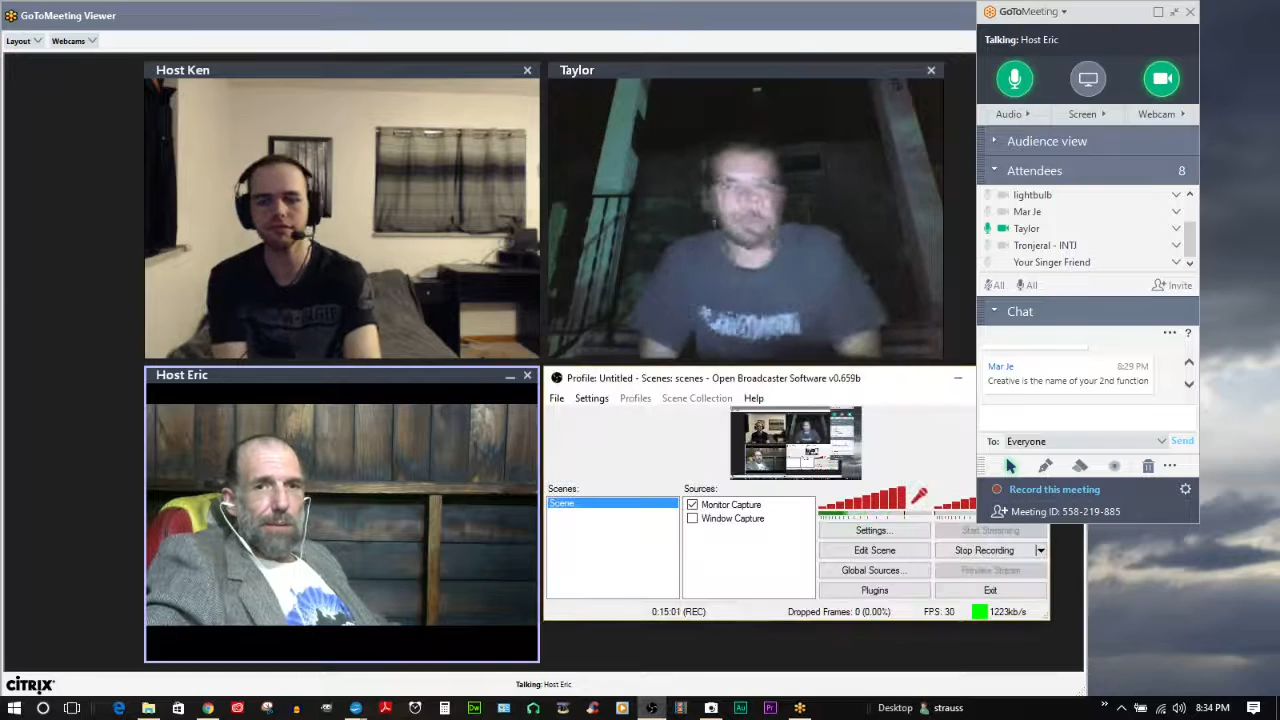 GoToMeeting Viewer
Layout
Webcams
Host Ken
Taylor
Host Eric
Profile: Untitled - Scenes: scenes - Open Broadcaster Software v0.659b
File Settings Profiles Scene Collection Help
Scenes:
Scene
Sources:
Monitor Capture
Window Capture
Settings...
Start Streaming
Edit Scene
Stop Recording
Global Sources...
Preview Stream
Plugins
Exit
0:15:01 (REC)
Dropped Frames: 0 (0.00%)
FPS: 30
1223kb/s
CITRIX
Talking: Host Eric
GoToMeeting
Talking: Host Eric
Audio
Screen
Webcam
Audience view
Attendees 8
lightbulb
Mar Je
Taylor
Tronjeral - INTJ
Your Singer Friend
All
All
Invite
Chat
... ?
Mar Je 8:29 PM
Creative is the name of your 2nd function
To: Everyone Send
Record this meeting
Meeting ID: 558-219-885
Dw
Au
Pr
Desktop
strauss
8:34 PM